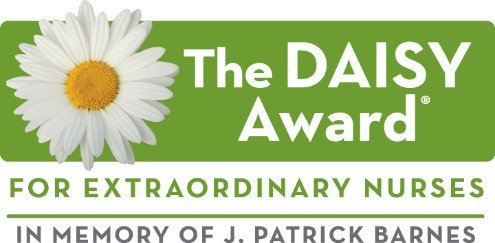 The DAISY
Award®
FOR EXTRAORDINARY NURSES
IN MEMORY OF J. PATRICK BARNES